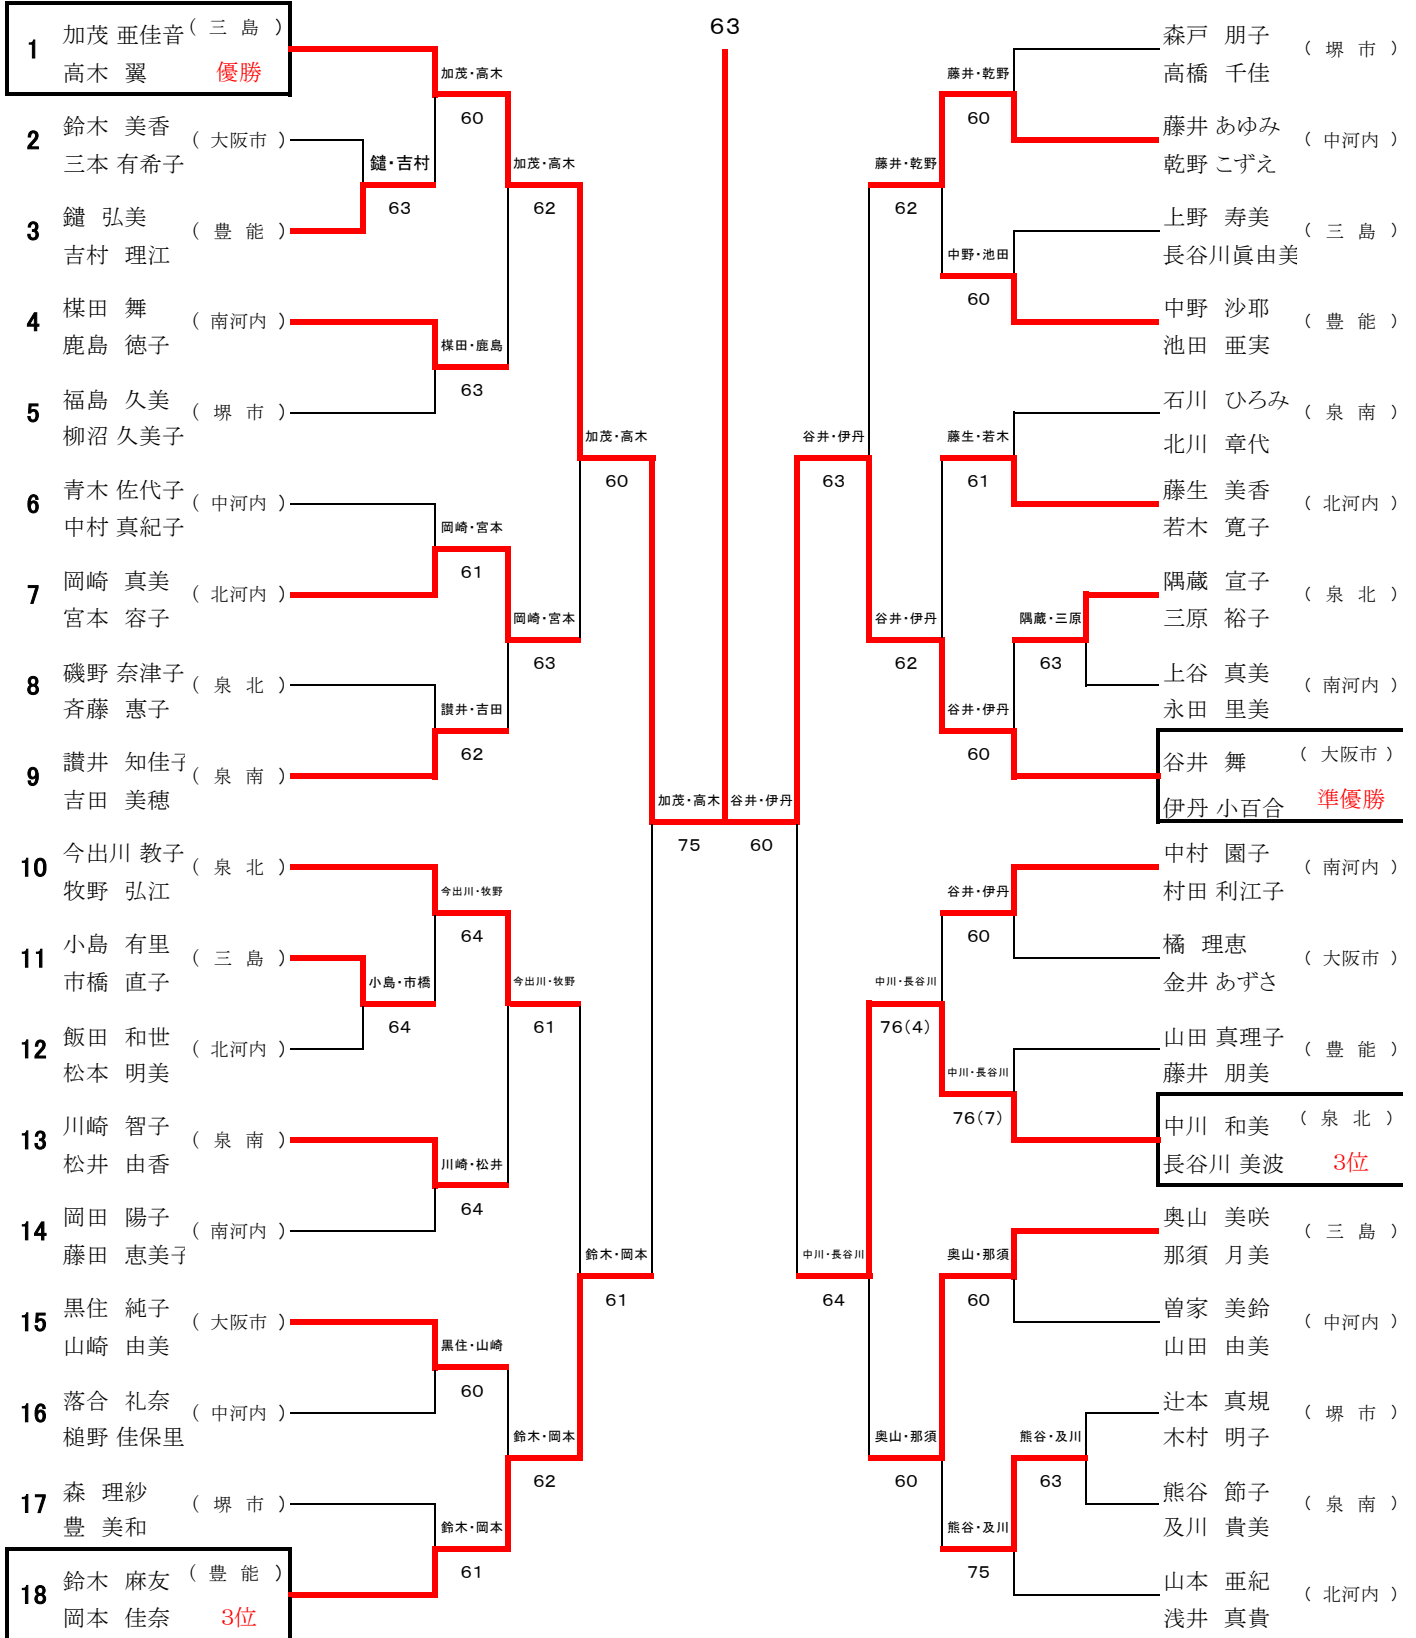 63
1
加茂 亜佳音
( 三 島 )
高木 翼
優勝
2
鈴木 美香
( 大阪市 )
三本 有希子
3
鑓 弘美
( 豊 能 )
吉村 理江
4
楳田 舞
( 南河内 )
鹿島 徳子
5
福島 久美
( 堺 市 )
柳沼 久美子
6
青木 佐代子
( 中河内 )
中村 真紀子
7
岡崎 真美
( 北河内 )
宮本 容子
8
磯野 奈津子
( 泉 北 )
斉藤 惠子
9
讃井 知佳子
( 泉 南 )
吉田 美穂
10
今出川 教子
( 泉 北 )
牧野 弘江
11
小島 有里
( 三 島 )
市橋 直子
12
飯田 和世
( 北河内 )
松本 明美
13
川崎 智子
( 泉 南 )
松井 由香
14
岡田 陽子
( 南河内 )
藤田 恵美子
15
黒住 純子
( 大阪市 )
山崎 由美
16
落合 礼奈
( 中河内 )
槌野 佳保里
17
森 理紗
( 堺 市 )
豊 美和
18
鈴木 麻友
( 豊 能 )
岡本 佳奈
3位
鑓・吉村
63
小島・市橋
64
加茂・高木
60
楳田・鹿島
63
岡崎・宮本
61
讃井・吉田
62
今出川・牧野
64
川崎・松井
64
黒住・山崎
60
鈴木・岡本
61
加茂・高木
62
岡崎・宮本
63
今出川・牧野
61
鈴木・岡本
62
加茂・高木
60
鈴木・岡本
61
加茂・高木
75
谷井・伊丹
60
谷井・伊丹
63
中川・長谷川
64
藤井・乾野
62
谷井・伊丹
62
中川・長谷川
76(4)
奥山・那須
60
藤井・乾野
60
中野・池田
60
藤生・若木
61
谷井・伊丹
60
谷井・伊丹
60
中川・長谷川
76(7)
奥山・那須
60
熊谷・及川
75
隅蔵・三原
63
熊谷・及川
63
森戸 朋子
( 堺 市 )
高橋 千佳
藤井 あゆみ
( 中河内 )
乾野 こずえ
上野 寿美
( 三 島 )
長谷川眞由美
中野 沙耶
( 豊 能 )
池田 亜実
石川 ひろみ
( 泉 南 )
北川 章代
藤生 美香
( 北河内 )
若木 寛子
隅蔵 宣子
( 泉 北 )
三原 裕子
上谷 真美
( 南河内 )
永田 里美
谷井 舞
( 大阪市 )
伊丹 小百合
準優勝
中村 園子
( 南河内 )
村田 利江子
橘 理恵
( 大阪市 )
金井 あずさ
山田 真理子
( 豊 能 )
藤井 朋美
中川 和美
( 泉 北 )
長谷川 美波
3位
奥山 美咲
( 三 島 )
那須 月美
曽家 美鈴
( 中河内 )
山田 由美
辻本 真規
( 堺 市 )
木村 明子
熊谷 節子
( 泉 南 )
及川 貴美
山本 亜紀
( 北河内 )
浅井 真貴